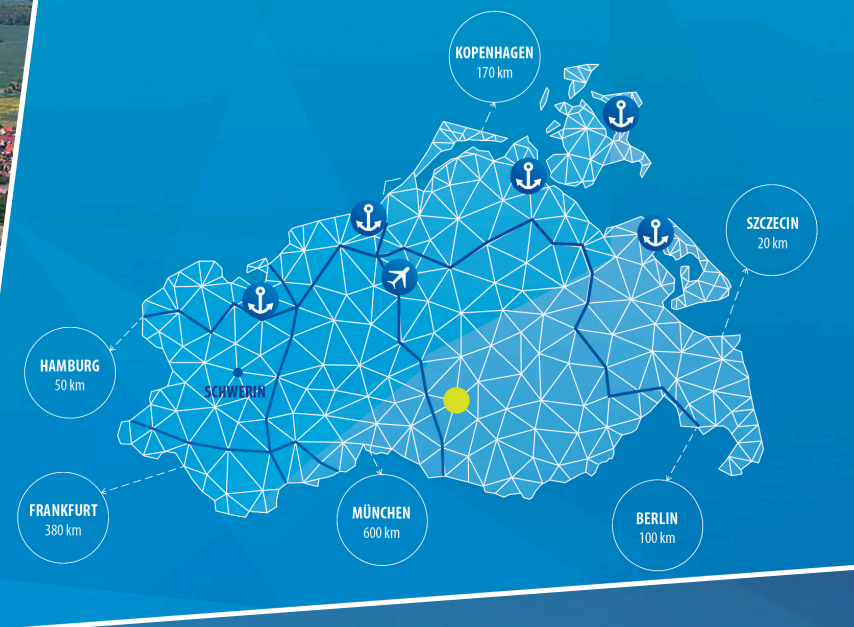 KOPENHAGEN
170 km
SZCZECIN
20 km
HAMBURG
50 km
SCHWERIN
FRANKFURT
380 km
MÜNCHEN
600 km
BERLIN
100 km